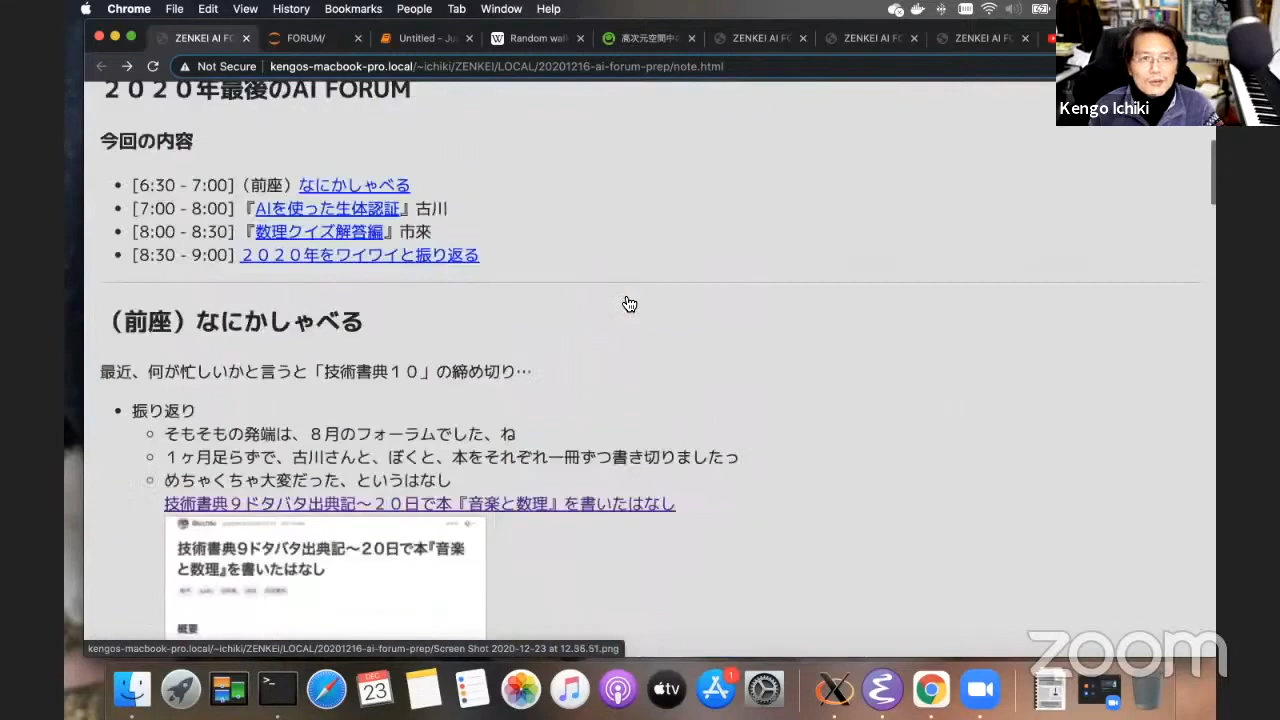 Chrome File Edit View History Bookmarks People Tab Window Help
ZENKEI AI FO FORUM/ Untitled - Ju Random wal 高次元空間中 ZENKEI AI FO ZENKEI AI FO ZENKEI AI FO
Not Secure kengos-macbook-pro.local/~ichiki/ZENKEI/LOCAL/20201216-ai-forum-prep/note.html
Kengo Ichiki
２０２０年最後のAI FORUM
今回の内容
[6:30 - 7:00]（前座）なにかしゃべる
[7:00 - 8:00] 『AIを使った生体認証』古川
[8:00 - 8:30] 『数理クイズ解答編』市來
[8:30 - 9:00] ２０２０年をワイワイと振り返る
（前座）なにかしゃべる
最近、何が忙しいかと言うと「技術書典１０」の締め切り…
振り返り
そもそもの発端は、８月のフォーラムでした、ね
１ヶ月足らずで、古川さんと、ぼくと、本をそれぞれ一冊ずつ書き切りましたっ
めちゃくちゃ大変だった、というはなし
技術書典９ドタバタ出典記〜２０日で本『音楽と数理』を書いたはなし
技術書典9ドタバタ出典記〜20日で本『音楽
と数理』を書いたはなし
概要
kengos-macbook-pro.local/~ichiki/ZENKEI/LOCAL/20201216-ai-forum-prep/Screen Shot 2020-12-23 at 12.36.51.png
zoom
DEC
23
tv
1